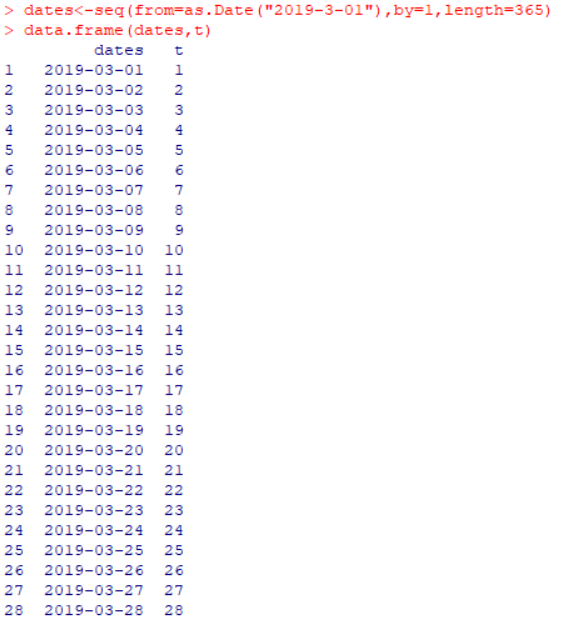 > dates<-seq(from=as.Date("2019-3-01"),by=1,length=365)
> data.frame(dates,t)
dates t
1 2019-03-01 1
2 2019-03-02 2
3 2019-03-03 3
4 2019-03-04 4
5 2019-03-05 5
6 2019-03-06 6
7 2019-03-07 7
8 2019-03-08 8
9 2019-03-09 9
10 2019-03-10 10
11 2019-03-11 11
12 2019-03-12 12
13 2019-03-13 13
14 2019-03-14 14
15 2019-03-15 15
16 2019-03-16 16
17 2019-03-17 17
18 2019-03-18 18
19 2019-03-19 19
20 2019-03-20 20
21 2019-03-21 21
22 2019-03-22 22
23 2019-03-23 23
24 2019-03-24 24
25 2019-03-25 25
26 2019-03-26 26
27 2019-03-27 27
28 2019-03-28 28